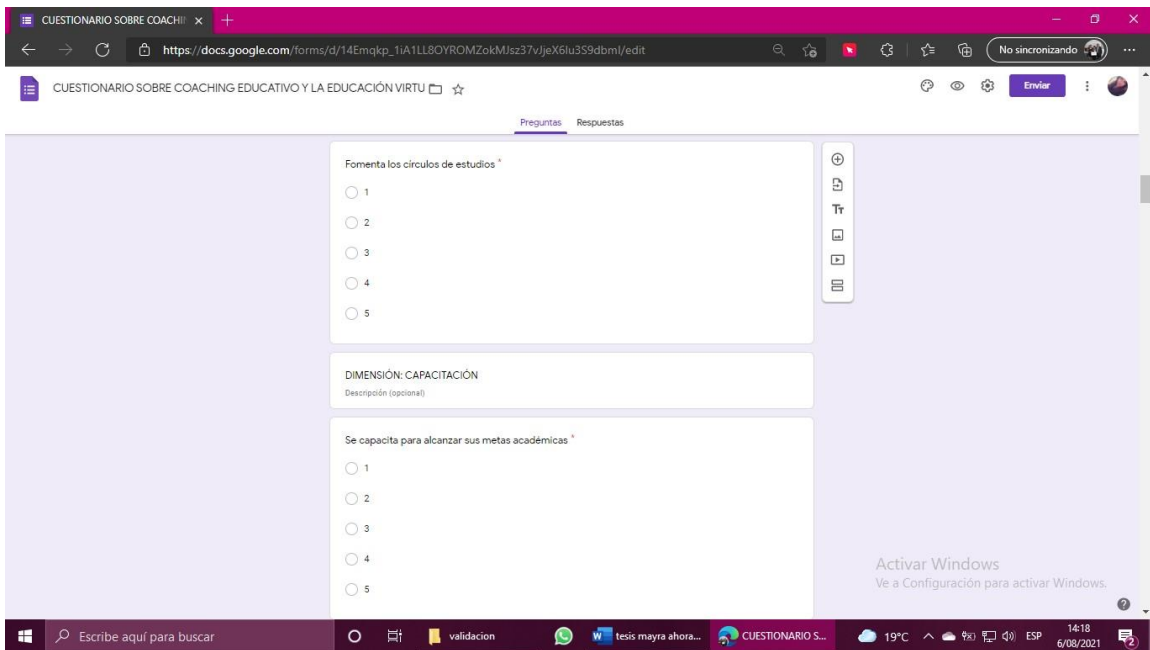 CUESTIONARIO SOBRE COACHI
https://docs.google.com/forms/d/14Emqkp_1iA1LL8OYROMZokMJsz37vJjeX6Iu3S9dbmI/edit
No sincronizando
CUESTIONARIO SOBRE COACHING EDUCATIVO Y LA EDUCACIÓN VIRTU
Enviar
Preguntas Respuestas
Fomenta los círculos de estudios *
1
2
3
4
5
DIMENSIÓN: CAPACITACIÓN
Descripción (opcional)
Se capacita para alcanzar sus metas académicas *
1
2
3
4
5
Activar Windows
Ve a Configuración para activar Windows.
Escribe aquí para buscar
validacion
tesis mayra ahora...
CUESTIONARIO S...
19°C
ESP
14:18
6/08/2021
2